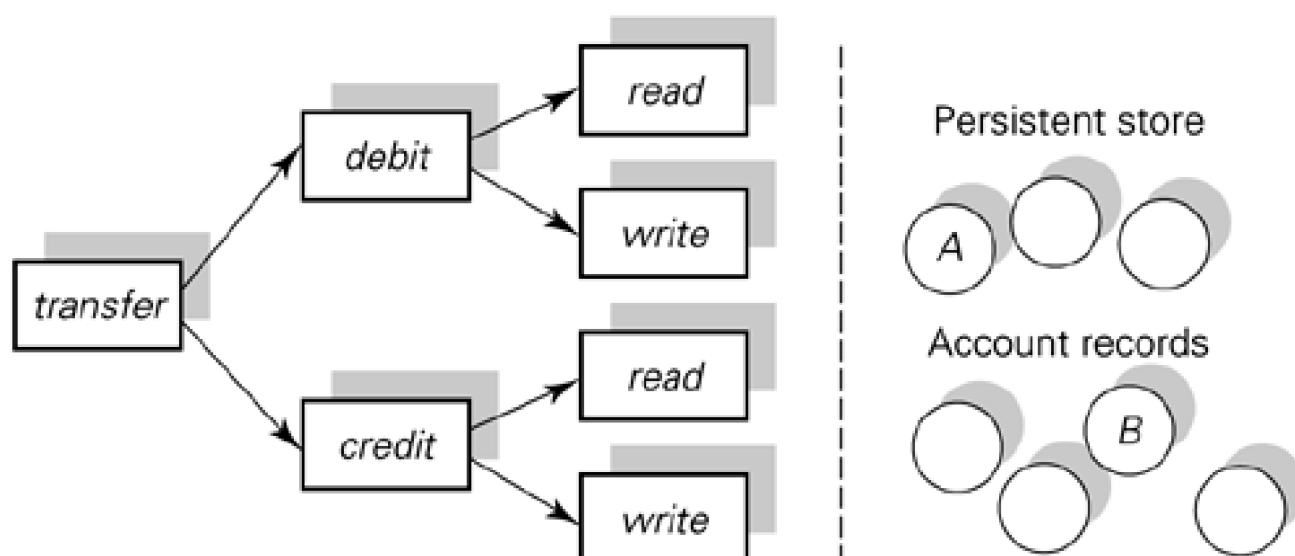 transfer
debit
credit
read
write
read
write
Persistent store
A
Account records
B